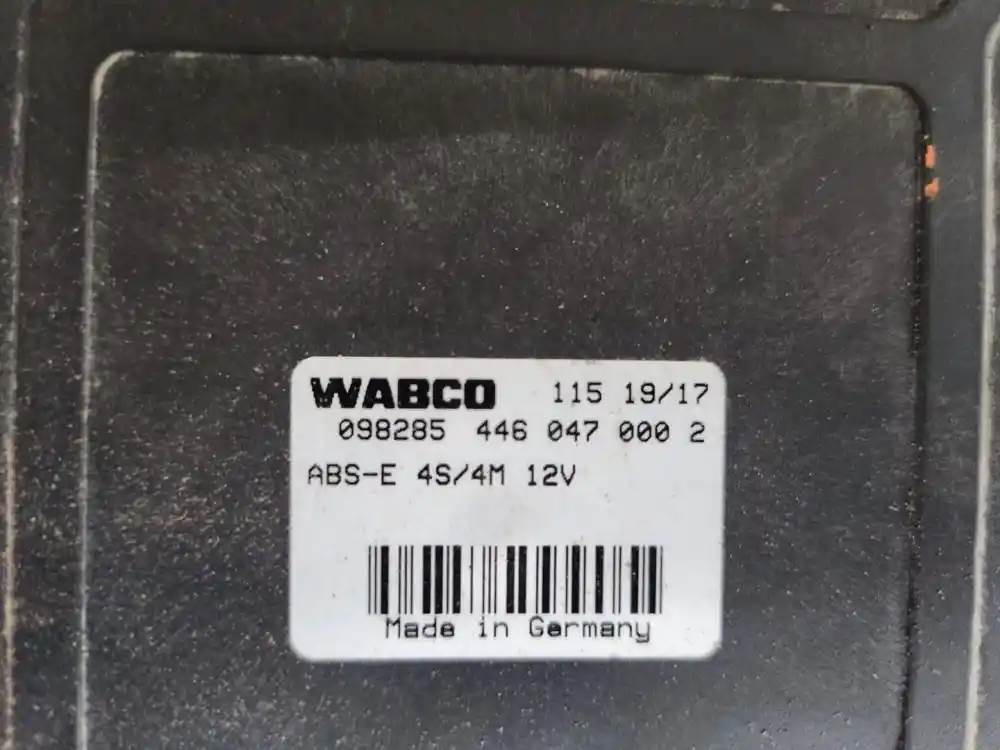 WABCO 115 19/17
098285 446 047 000 2
ABS-E 4S/4M 12V
Made in Germany